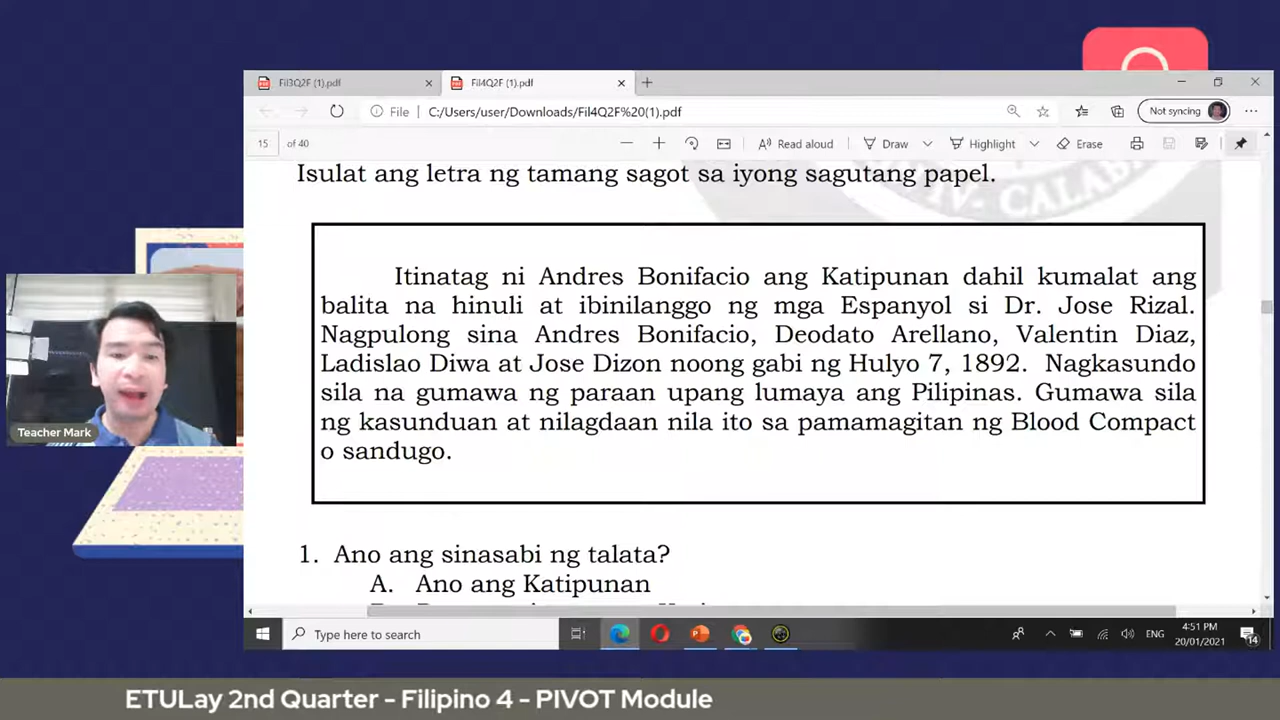 Fil3Q2F (1).pdf
Fil4Q2F (1).pdf
File
C:/Users/user/Downloads/Fil4Q2F%20(1).pdf
Not syncing
15 of 40
Read aloud
Draw
Highlight
Erase
IV- CALAB
Isulat ang letra ng tamang sagot sa iyong sagutang papel.
Itinatag ni Andres Bonifacio ang Katipunan dahil kumalat ang
balita na hinuli at ibinilanggo ng mga Espanyol si Dr. Jose Rizal.
Nagpulong sina Andres Bonifacio, Deodato Arellano, Valentin Diaz,
Ladislao Diwa at Jose Dizon noong gabi ng Hulyo 7, 1892. Nagkasundo
sila na gumawa ng paraan upang lumaya ang Pilipinas. Gumawa sila
ng kasunduan at nilagdaan nila ito sa pamamagitan ng Blood Compact
o sandugo.
1. Ano ang sinasabi ng talata?
A. Ano ang Katipunan
Teacher Mark
Type here to search
ENG
4:51 PM
20/01/2021
14
ETULay 2nd Quarter - Filipino 4 - PIVOT Module